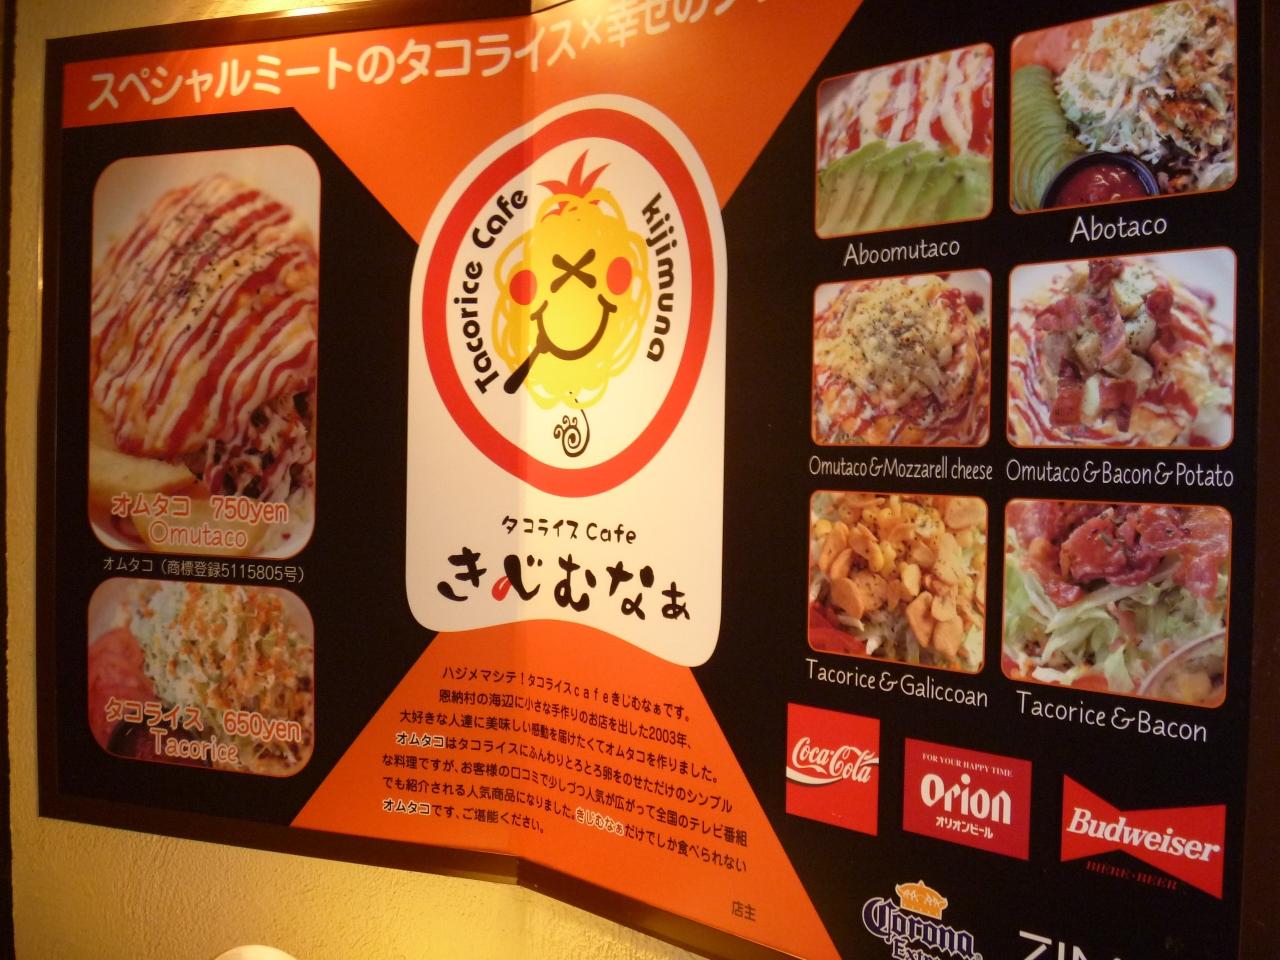 スペシャルミートのタコライス×幸せの
オムタコ 750yen
Omutaco
オムタコ（商標登録5115805号）
タコライス 650yen
Tacorice
Tacorice Cafe
kijimuna
タコライスCafe
きじむなぁ
ハジメマシテ！タコライスcafeきじむなぁです。
恩納村の海辺に小さな手作りのお店を出した2003年、
大好きな人達に美味しい感動を届けたくてオムタコを作りました。
オムタコはタコライスにふんわりとろとろ卵をのせただけのシンプル
な料理ですが、お客様の口コミで少しづつ人気が広がって全国のテレビ番組
でも紹介される人気商品になりました。きじむなぁだけでしか食べられない
オムタコです、ご堪能ください。
店主
Aboomutaco
Abotaco
Omutaco&Mozzarell cheese
Omutaco&Bacon&Potato
Tacorice&Galiccoan
Tacorice&Bacon
Coca-Cola
FOR YOUR HAPPY TIME
Orion
オリオンビール
Budweiser
BIÈRE·BEER
Corona
Extra